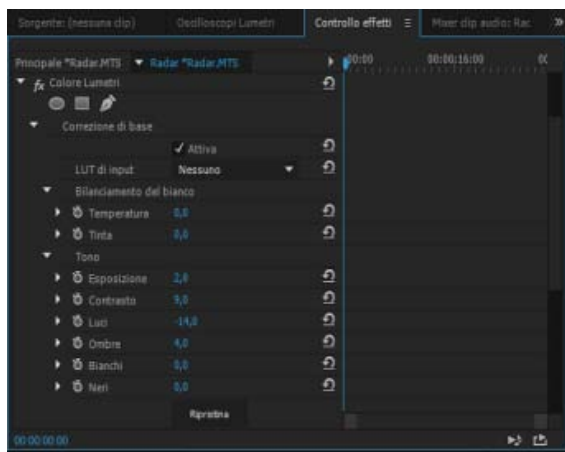 Sorgente: (nessuna clip) Oscilloscopi Lumetri Controllo effetti Mixer clip audio: Rac
Principale *Radar.MTS Radar *Radar.MTS 00:00 00:00:16:00 00
fx Colore Lumetri
Correzione di base
Attiva
LUT di input Nessuno
Bilanciamento del bianco
Temperatura 0,0
Tinta 0,0
Tono
Esposizione 2,0
Contrasto 9,0
Luci -14,0
Ombre 4,0
Bianchi 0,0
Neri 0,0
Ripristina
00:00:00:00